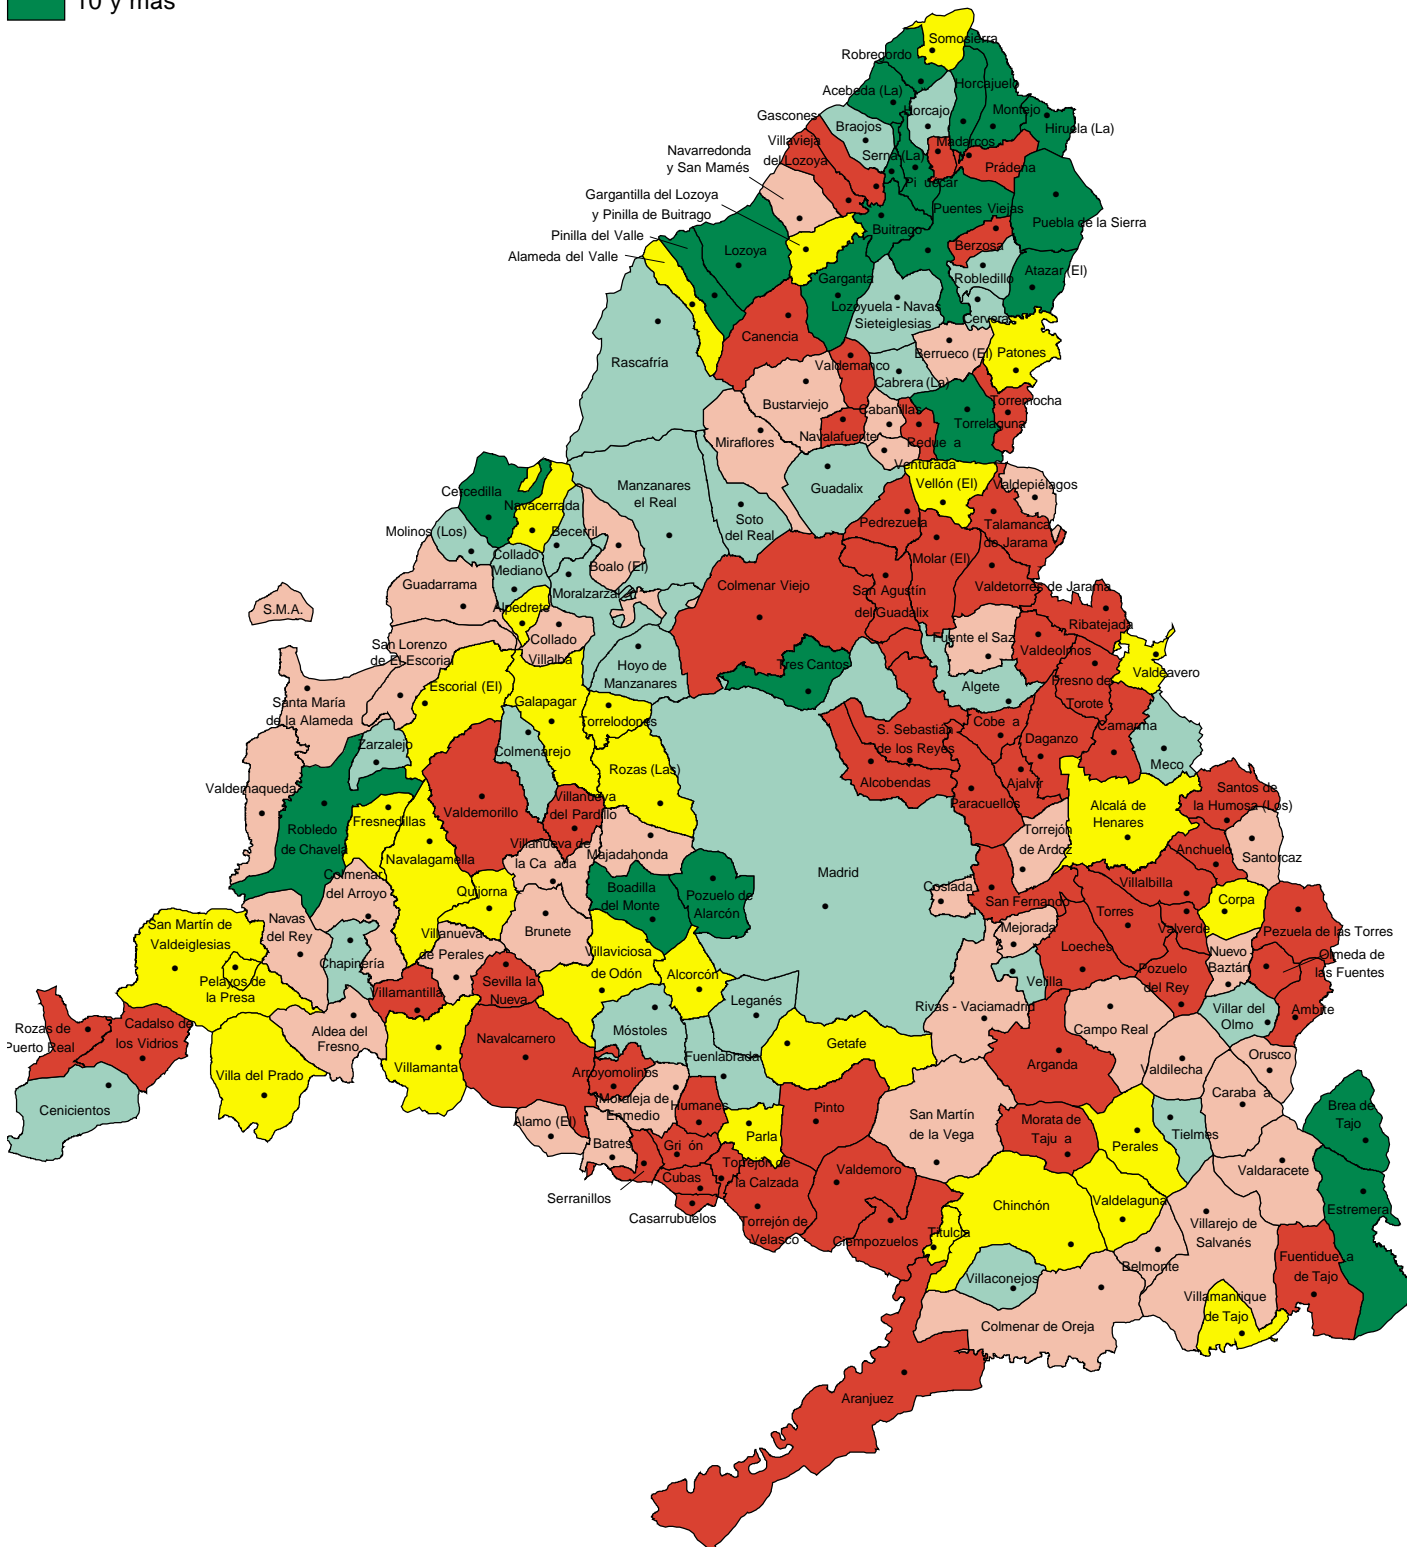 10 y más
Somosierra
Robregordo
Acebeda (La)
Horcajuelo
Horcajo
Montejo
Hiruela (La)
Gascones
Braojos
Villavieja
del Lozoya
Serna (La)
Madarcos
Prádena
Navarredonda
y San Mamés
Pi uécar
Gargantilla del Lozoya
y Pinilla de Buitrago
Puentes Viejas
Puebla de la Sierra
Buitrago
Pinilla del Valle
Lozoya
Berzosa
Alameda del Valle
Garganta
Robledillo
Atazar (El)
Lozoyuela - Navas
Sieteiglesias
Cervera
Canencia
Rascafría
Valdemanco
Berrueco (El)
Patones
Cabrera (La)
Bustarviejo
Cabanillas
Torremocha
Miraflores
Navalafuente
Redue a
Torrelaguna
Venturada
Cercedilla
Navacerrada
Manzanares
el Real
Guadalix
Vellón (El)
Valdepiélagos
Molinos (Los)
Becerril
Soto
del Real
Pedrezuela
Talamanca
de Jarama
Collado
Mediano
Boalo (El)
Molar (El)
Guadarrama
Moralzarzal
Colmenar Viejo
San Agustín
del Guadalix
Valdetorres de Jarama
S.M.A.
Alpedrete
Ribatejada
San Lorenzo
de El Escorial
Collado
Villalba
Fuente el Saz
Valdeolmos
Hoyo de
Manzanares
Tres Cantos
Valdeavero
Santa María
de la Alameda
Escorial (El)
Galapagar
Algete
Fresno de
Torote
Torrelodones
S. Sebastián
de los Reyes
Cobe a
Camarma
Zarzalejo
Colmenarejo
Daganzo
Meco
Valdemaqueda
Rozas (Las)
Alcobendas
Ajalvir
Santos de
la Humosa (Los)
Valdemorillo
Villanueva
del Pardillo
Paracuellos
Alcalá de
Henares
Robledo
de Chavela
Fresnedillas
Torrejón
de Ardoz
Navalagamella
Villanueva de
la Ca ada
Majadahonda
Anchuelo
Santorcaz
Colmenar
del Arroyo
Madrid
Quijorna
Boadilla
del Monte
Pozuelo de
Alarcón
Coslada
San Fernando
Villalbilla
Corpa
San Martín de
Valdeiglesias
Navas
del Rey
Brunete
Mejorada
Torres
Valverde
Pezuela de las Torres
Villanueva
de Perales
Villaviciosa
de Odón
Loeches
Nuevo
Baztán
Olmeda de
las Fuentes
Chapinería
Pelayos de
la Presa
Alcorcón
Velilla
Pozuelo
del Rey
Villamantilla
Sevilla la
Nueva
Leganés
Rivas - Vaciamadrid
Villar del
Olmo
Ambite
Rozas de
Puerto Real
Cadalso de
los Vidrios
Aldea del
Fresno
Móstoles
Campo Real
Navalcarnero
Getafe
Fuenlabrada
Orusco
Villa del Prado
Villamanta
Arroyomolinos
Arganda
Valdilecha
Cenicientos
Moraleja de
Enmedio
Humanes
Pinto
Caraba a
Alamo (El)
San Martín
de la Vega
Morata de
Taju a
Brea de
Tajo
Batres
Gri ón
Parla
Perales
Tielmes
Cubas
Torrejón de
la Calzada
Valdemoro
Valdaracete
Serranillos
Chinchón
Valdelaguna
Casarrubuelos
Torrejón de
Velasco
Ciempozuelos
Titulcia
Villarejo de
Salvanés
Estremera
Villaconejos
Belmonte
Fuentidue a
de Tajo
Villamanrique
de Tajo
Colmenar de Oreja
Aranjuez